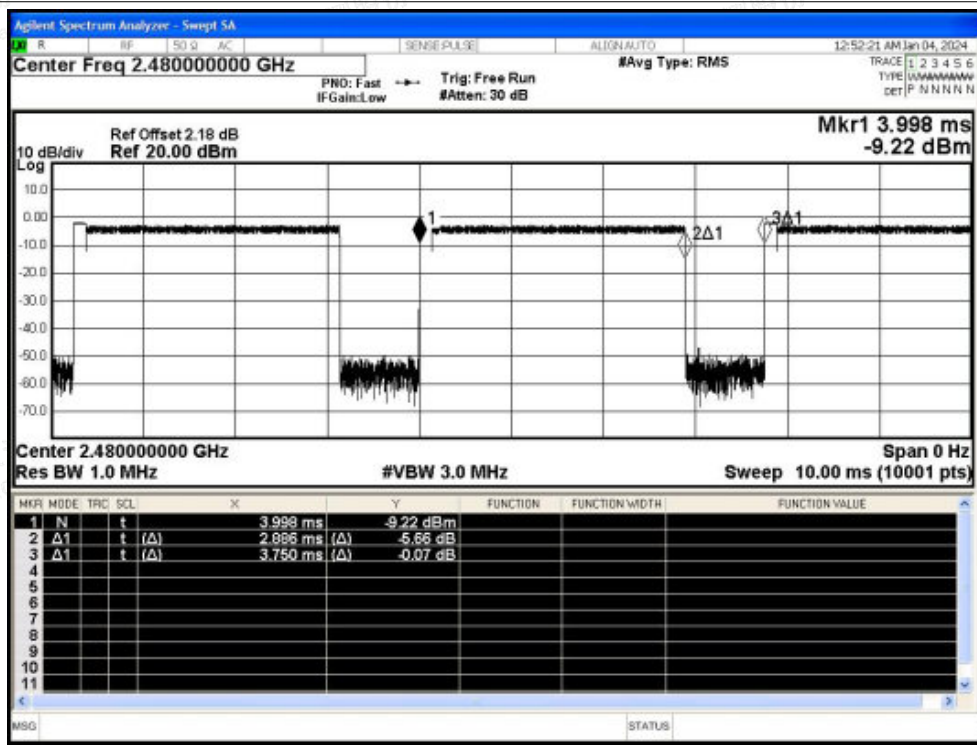 Agilent Spectrum Analyzer - Swept SA
R RF 50 Ω AC SENSE:PULSE ALIGN AUTO 12:52:21 AM Jan 04, 2024
Center Freq 2.480000000 GHz #Avg Type: RMS TRACE 1 2 3 4 5 6
PNO: Fast Trig: Free Run TYPE WWWWWW
IFGain:Low #Atten: 30 dB DET P N N N N N
Mkr1 3.998 ms
Ref Offset 2.18 dB
10 dB/div Ref 20.00 dBm -9.22 dBm
Log
10.0
0.00 1 3Δ1
2Δ1
-10.0
-20.0
-30.0
-40.0
-50.0
-60.0
-70.0
Center 2.480000000 GHz Span 0 Hz
Res BW 1.0 MHz #VBW 3.0 MHz Sweep 10.00 ms (10001 pts)
MKR MODE TRC SCL X Y FUNCTION FUNCTION WIDTH FUNCTION VALUE
1 N t 3.998 ms -9.22 dBm
2 Δ1 t (Δ) 2.886 ms (Δ) -5.66 dB
3 Δ1 t (Δ) 3.750 ms (Δ) -0.07 dB
4
5
6
7
8
9
10
11
MSG STATUS